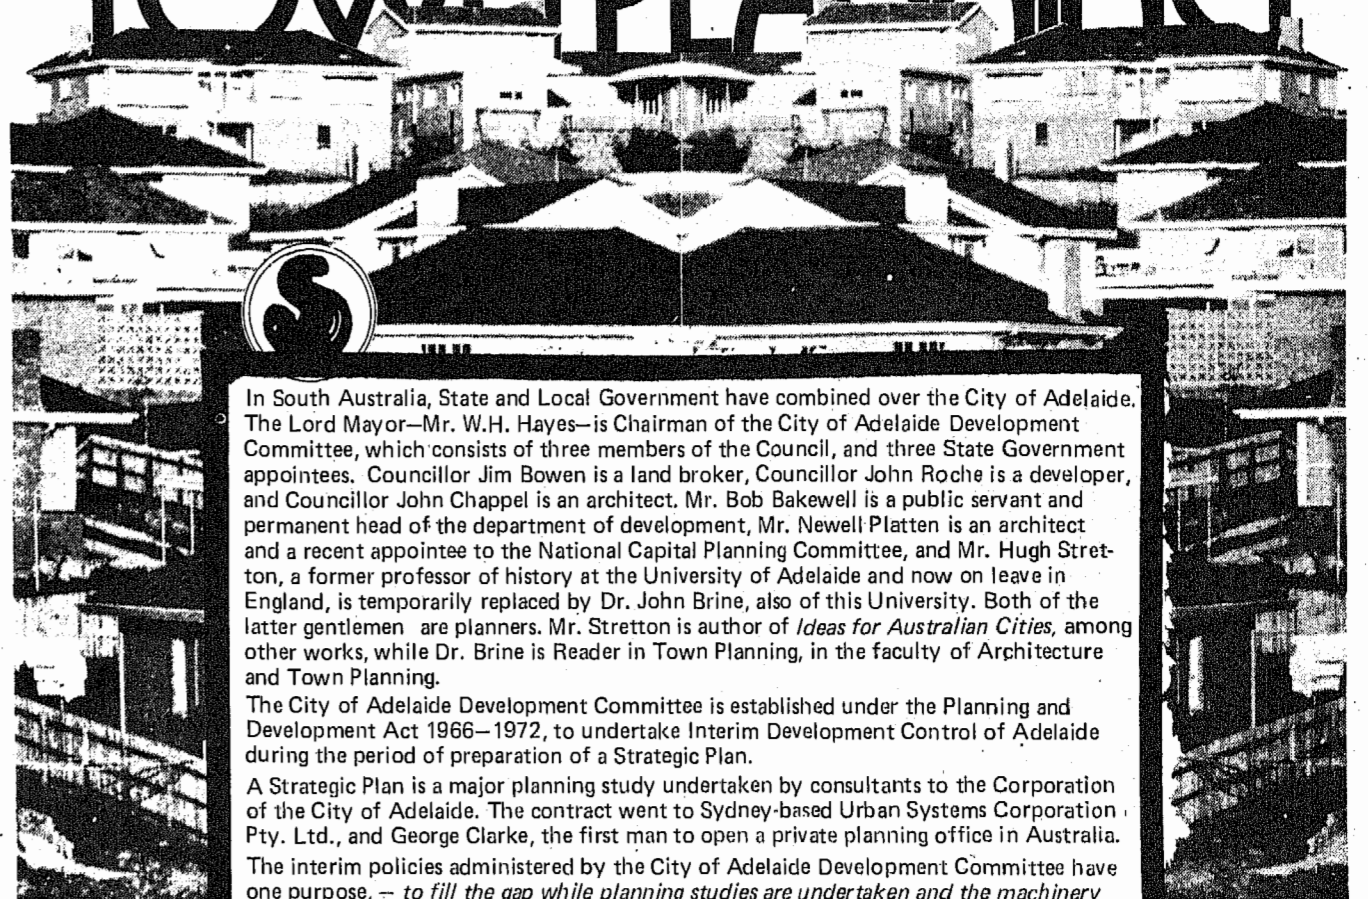 TOWN PLANNING
In South Australia, State and Local Government have combined over the City of Adelaide.
The Lord Mayor—Mr. W.H. Hayes—is Chairman of the City of Adelaide Development
Committee, which consists of three members of the Council, and three State Government
appointees. Councillor Jim Bowen is a land broker, Councillor John Roche is a developer,
and Councillor John Chappel is an architect. Mr. Bob Bakewell is a public servant and
permanent head of the department of development, Mr. Newell Platten is an architect
and a recent appointee to the National Capital Planning Committee, and Mr. Hugh Stret-
ton, a former professor of history at the University of Adelaide and now on leave in
England, is temporarily replaced by Dr. John Brine, also of this University. Both of the
latter gentlemen are planners. Mr. Stretton is author of Ideas for Australian Cities, among
other works, while Dr. Brine is Reader in Town Planning, in the faculty of Architecture
and Town Planning.
The City of Adelaide Development Committee is established under the Planning and
Development Act 1966—1972, to undertake Interim Development Control of Adelaide
during the period of preparation of a Strategic Plan.
A Strategic Plan is a major planning study undertaken by consultants to the Corporation
of the City of Adelaide. The contract went to Sydney-based Urban Systems Corporation
Pty. Ltd., and George Clarke, the first man to open a private planning office in Australia.
The interim policies administered by the City of Adelaide Development Committee have
one purpose, — to fill the gap while planning studies are undertaken and the machinery